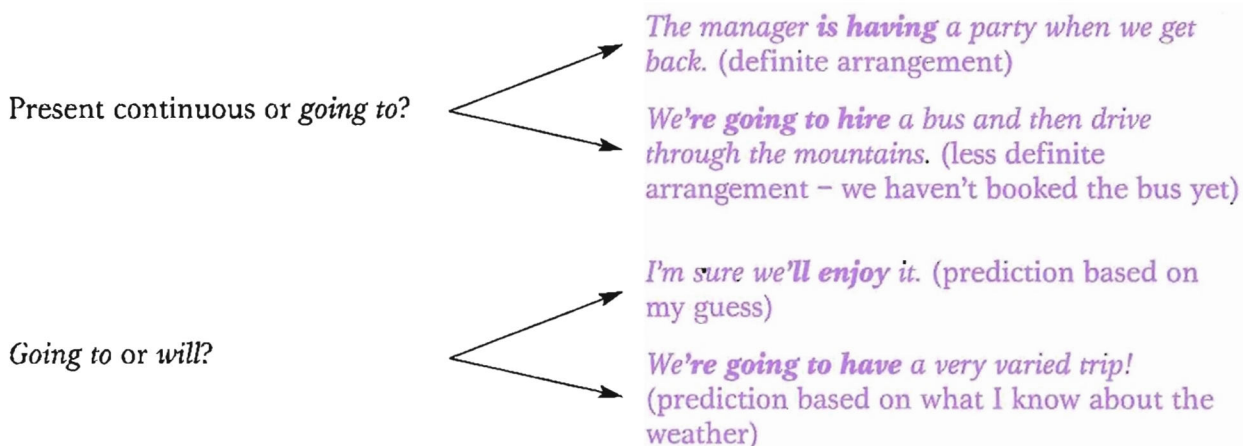 The manager is having a party when we get
back. (definite arrangement)
Present continuous or going to?
We're going to hire a bus and then drive
through the mountains. (less definite
arrangement – we haven't booked the bus yet)
I'm sure we'll enjoy it. (prediction based on
my guess)
Going to or will?
We're going to have a very varied trip!
(prediction based on what I know about the
weather)